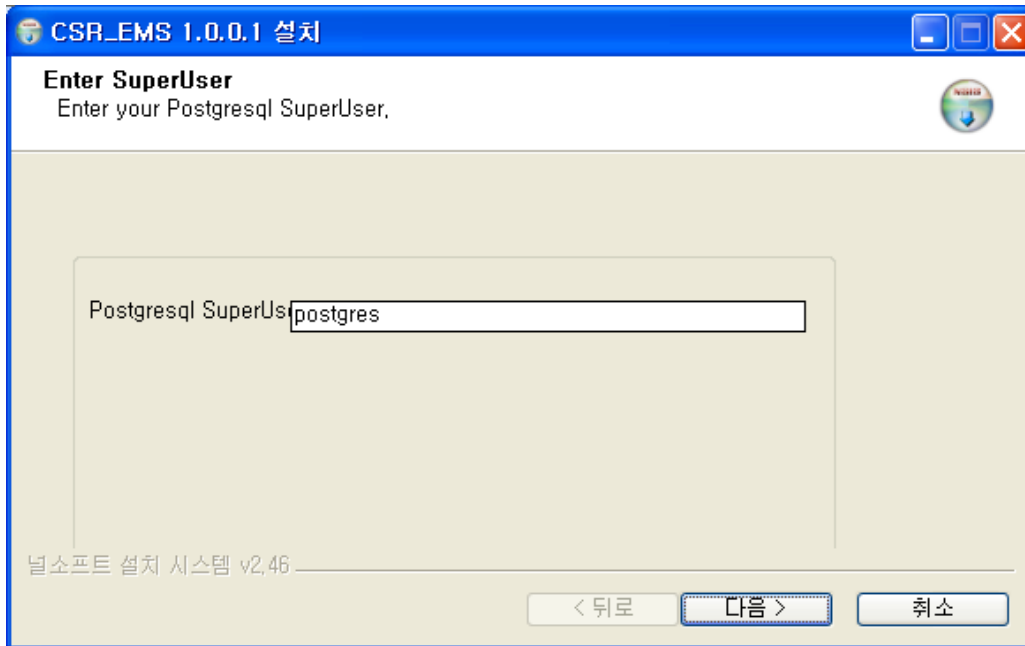 CSR_EMS 1.0.0.1 설치
Enter SuperUser
Enter your Postgresql SuperUser.
Postgresql SuperUs
postgres
널소프트 설치 시스템 v2.46
< 뒤로
다음 >
취소